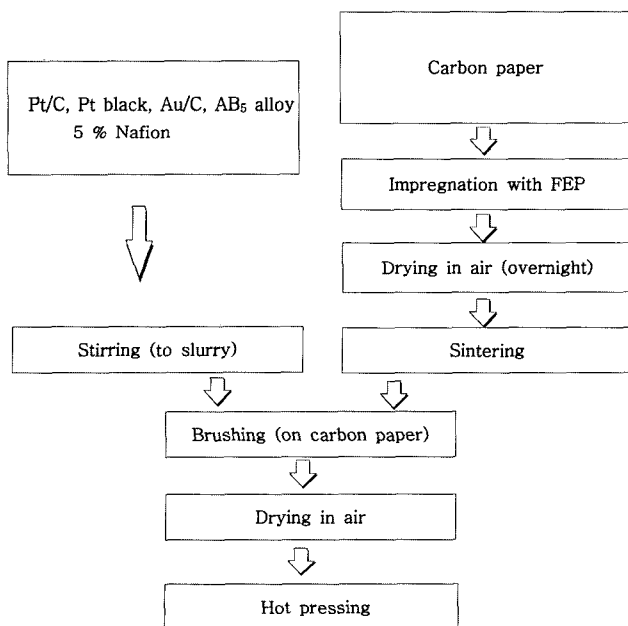 Pt/C, Pt black, Au/C, AB₅ alloy
5 % Nafion
Stirring (to slurry)
Carbon paper
Impregnation with FEP
Drying in air (overnight)
Sintering
Brushing (on carbon paper)
Drying in air
Hot pressing